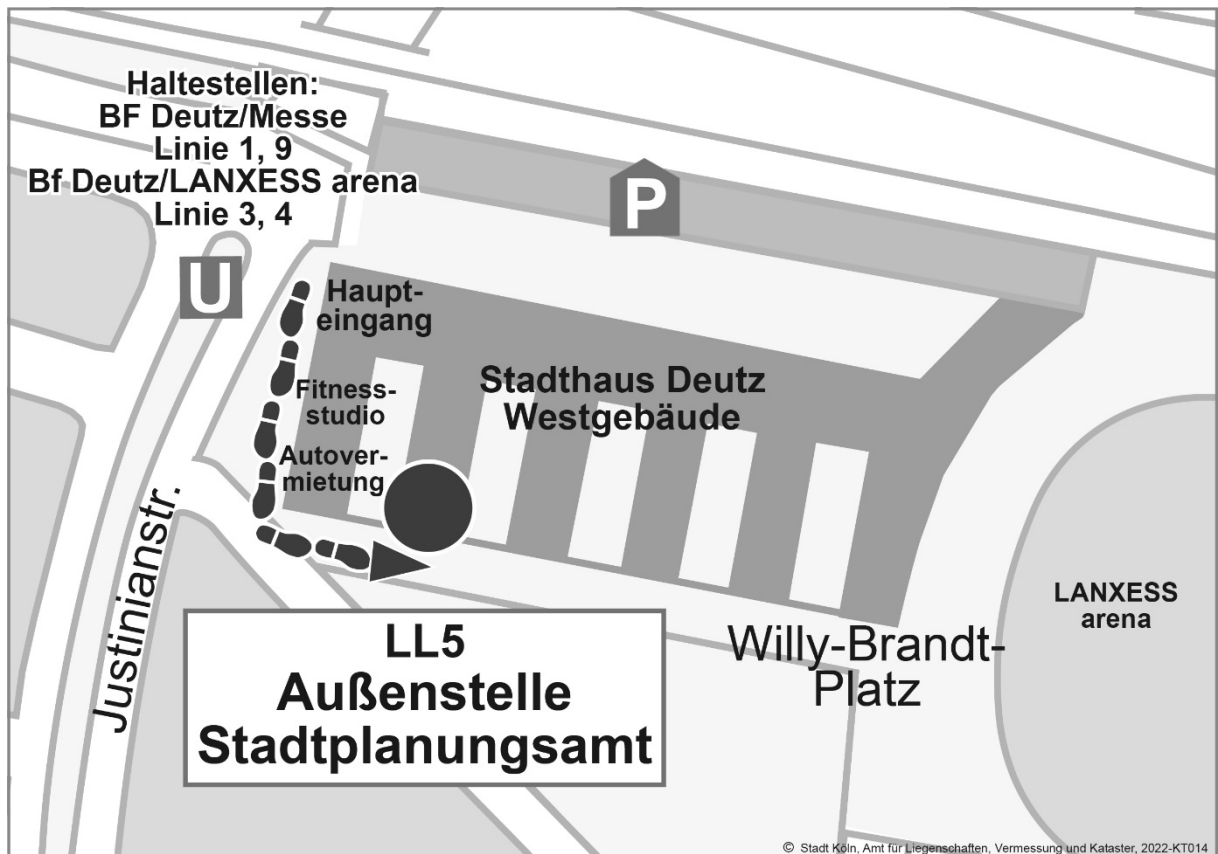 Haltestellen:
BF Deutz/Messe
Linie 1, 9
Bf Deutz/LANXESS arena
Linie 3, 4
P
U
Haupt-
eingang
Fitness-
studio
Autover-
mietung
Stadthaus Deutz
Westgebäude
Justinianstr.
LL5
Außenstelle
Stadtplanungsamt
Willy-Brandt-
Platz
LANXESS
arena
© Stadt Köln, Amt für Liegenschaften, Vermessung und Kataster, 2022-KT014